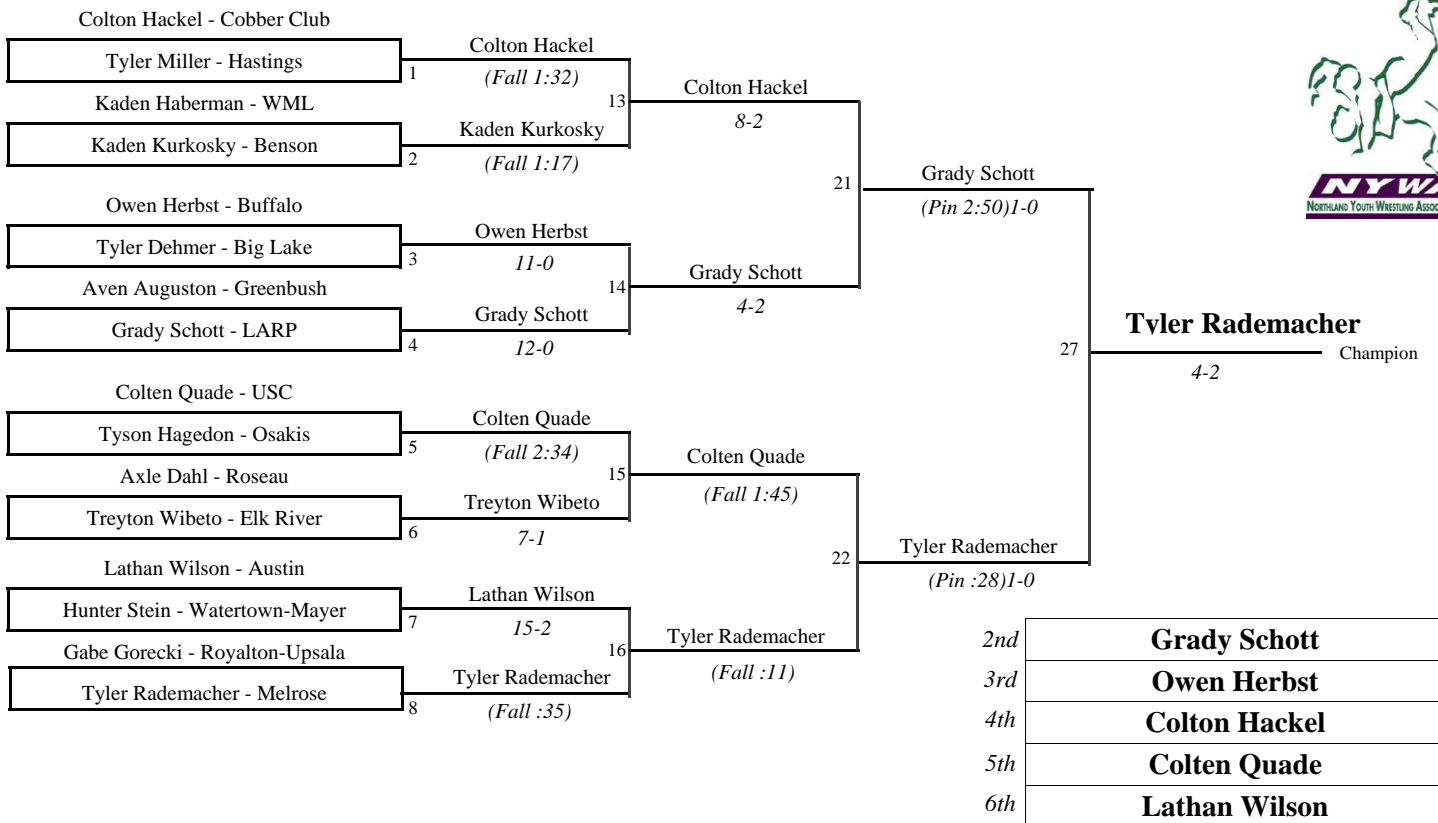 Colton Hackel - Cobber Club
Tyler Miller - Hastings
1
Colton Hackel
(Fall 1:32)
Kaden Haberman - WML
Kaden Kurkosky - Benson
2
Kaden Kurkosky
(Fall 1:17)
13
Colton Hackel
8-2
Owen Herbst - Buffalo
Tyler Dehmer - Big Lake
3
Owen Herbst
11-0
Aven Auguston - Greenbush
Grady Schott - LARP
4
Grady Schott
12-0
14
Grady Schott
4-2
21
Grady Schott
(Pin 2:50)1-0
Colten Quade - USC
Tyson Hagedon - Osakis
5
Colten Quade
(Fall 2:34)
Axle Dahl - Roseau
Treyton Wibeto - Elk River
6
Treyton Wibeto
7-1
15
Colten Quade
(Fall 1:45)
Lathan Wilson - Austin
Hunter Stein - Watertown-Mayer
7
Lathan Wilson
15-2
Gabe Gorecki - Royalton-Upsala
Tyler Rademacher - Melrose
8
Tyler Rademacher
(Fall :35)
16
Tyler Rademacher
(Fall :11)
22
Tyler Rademacher
(Pin :28)1-0
27
Tyler Rademacher
4-2
Champion
NORTHLAND YOUTH WRESTLING
2nd Grady Schott
3rd Owen Herbst
4th Colton Hackel
5th Colten Quade
6th Lathan Wilson